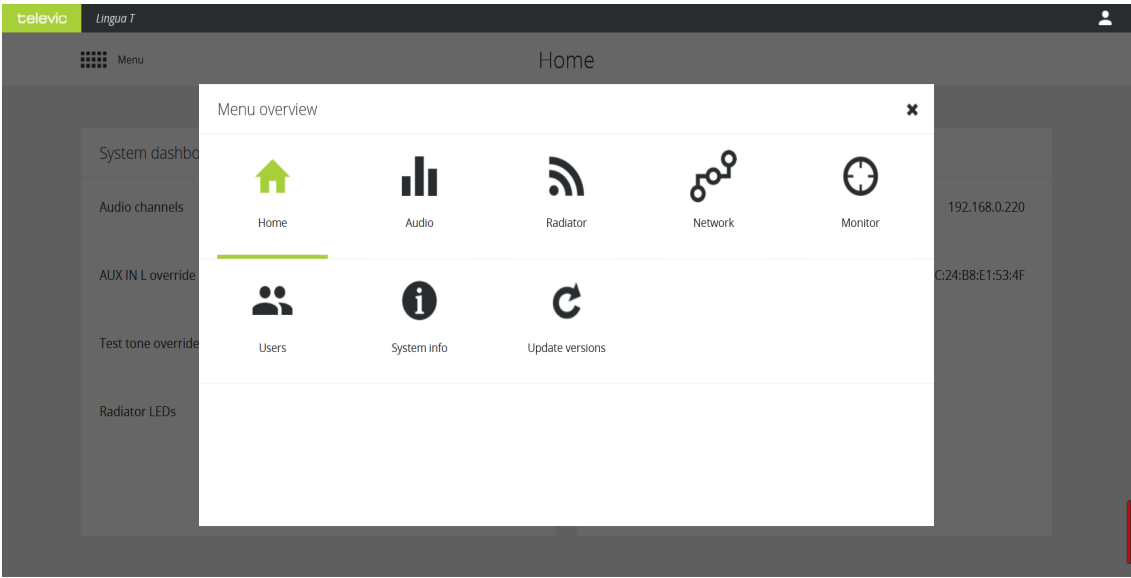 televic Lingua T
Menu
Home
Menu overview
System dashbo
Home Audio Radiator Network Monitor
Audio channels
192.168.0.220
AUX IN L override
C:24:B8:E1:53:4F
Users System info Update versions
Test tone override
Radiator LEDs